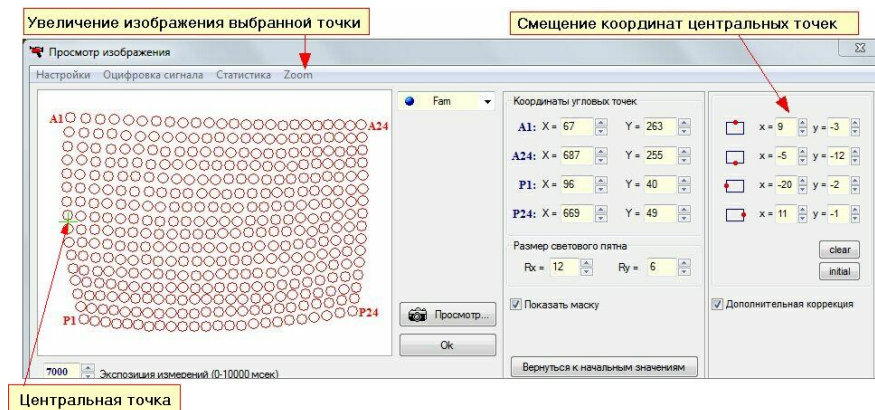 Увеличение изображения выбранной точки
Смещение координат центральных точек
Просмотр изображения
Настройки Оцифровка сигнала Статистика Zoom
A1
A24
P1
P24
Fam
Просмотр...
Ok
7000 Экспозиция измерений (0-10000 мсек)
Координаты угловых точек
A1: X = 67 Y = 263
A24: X = 687 Y = 255
P1: X = 96 Y = 40
P24: X = 669 Y = 49
Размер светового пятна
Rx = 12 Ry = 6
Показать маску
Вернуться к начальным значениям
x = 9 y = -3
x = -5 y = -12
x = -20 y = -2
x = 11 y = -1
clear
initial
Дополнительная коррекция
Центральная точка